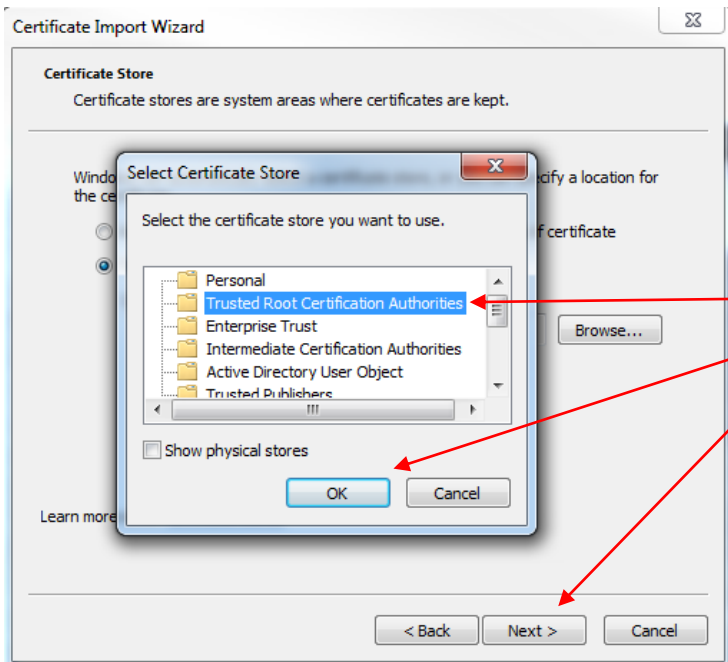 Certificate Import Wizard
Certificate Store
Certificate stores are system areas where certificates are kept.
Select Certificate Store
ecify a location for
the ce
Select the certificate store you want to use.
f certificate
Personal
Trusted Root Certification Authorities
Enterprise Trust
Browse...
Intermediate Certification Authorities
Active Directory User Object
Trusted Publishers
Show physical stores
OK Cancel
Learn more
< Back Next > Cancel